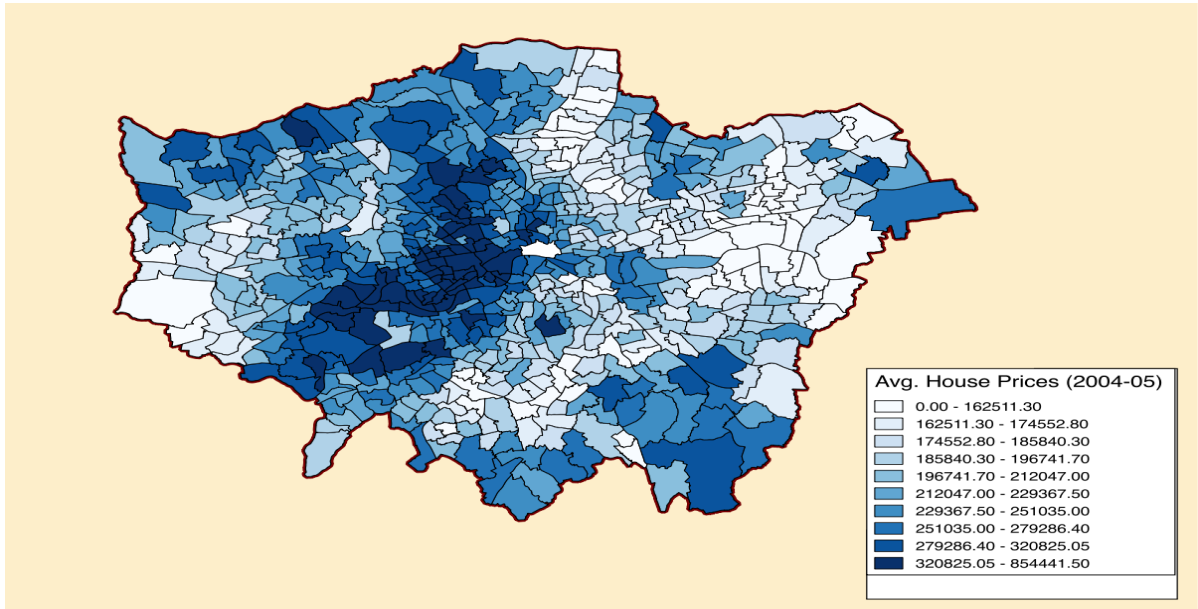 Avg. House Prices (2004-05)
0.00 - 162511.30
162511.30 - 174552.80
174552.80 - 185840.30
185840.30 - 196741.70
196741.70 - 212047.00
212047.00 - 229367.50
229367.50 - 251035.00
251035.00 - 279286.40
279286.40 - 320825.05
320825.05 - 854441.50